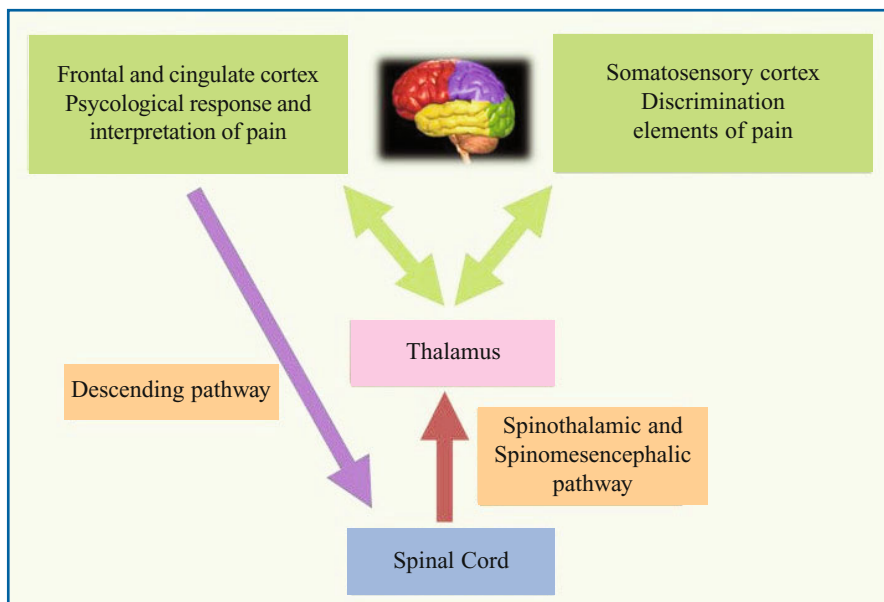 Frontal and cingulate cortex
Psycological response and
interpretation of pain
Somatosensory cortex
Discrimination
elements of pain
Thalamus
Descending pathway
Spinothalamic and
Spinomesencephalic
pathway
Spinal Cord